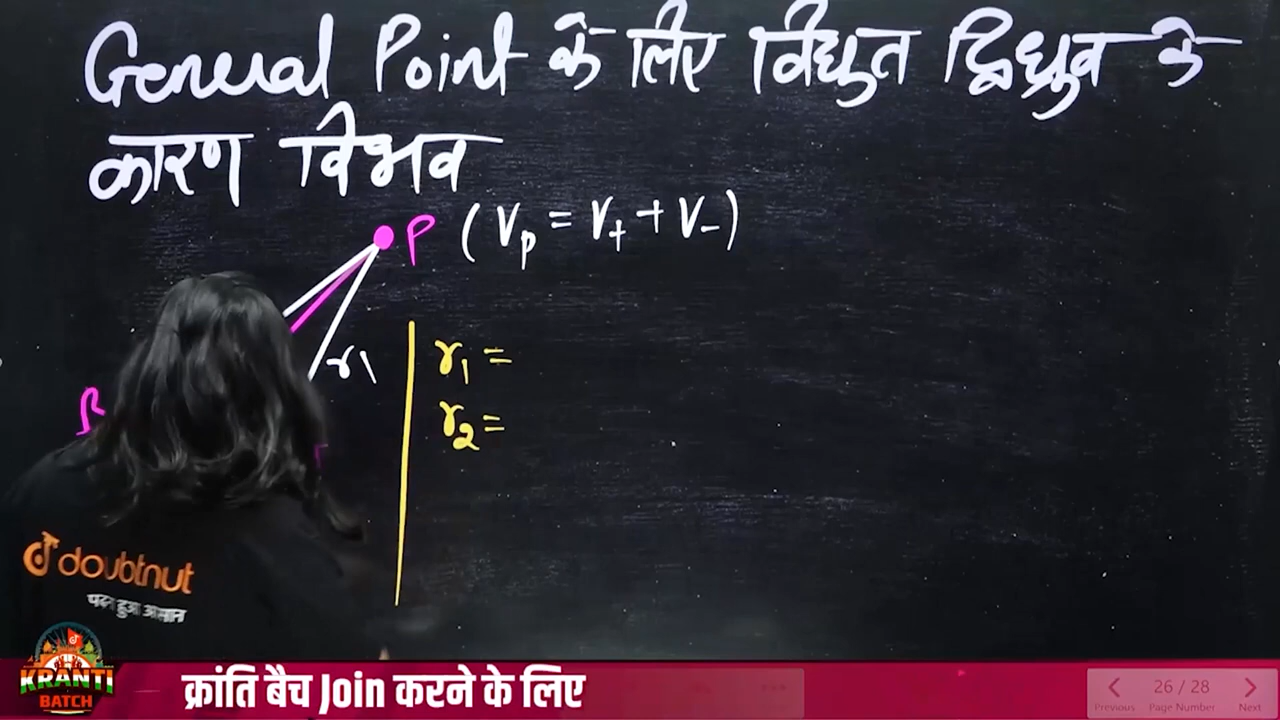 General Point के लिए विद्युत द्विध्रुव के
कारण विभव
P (Vp = V+ + V-)
r1
r1 =
r2 =
doubtnut
पढ़ना हुआ आसान
KRANTI
BATCH
क्रांति बैच Join करने के लिए
26 / 28
Previous Page Number Next